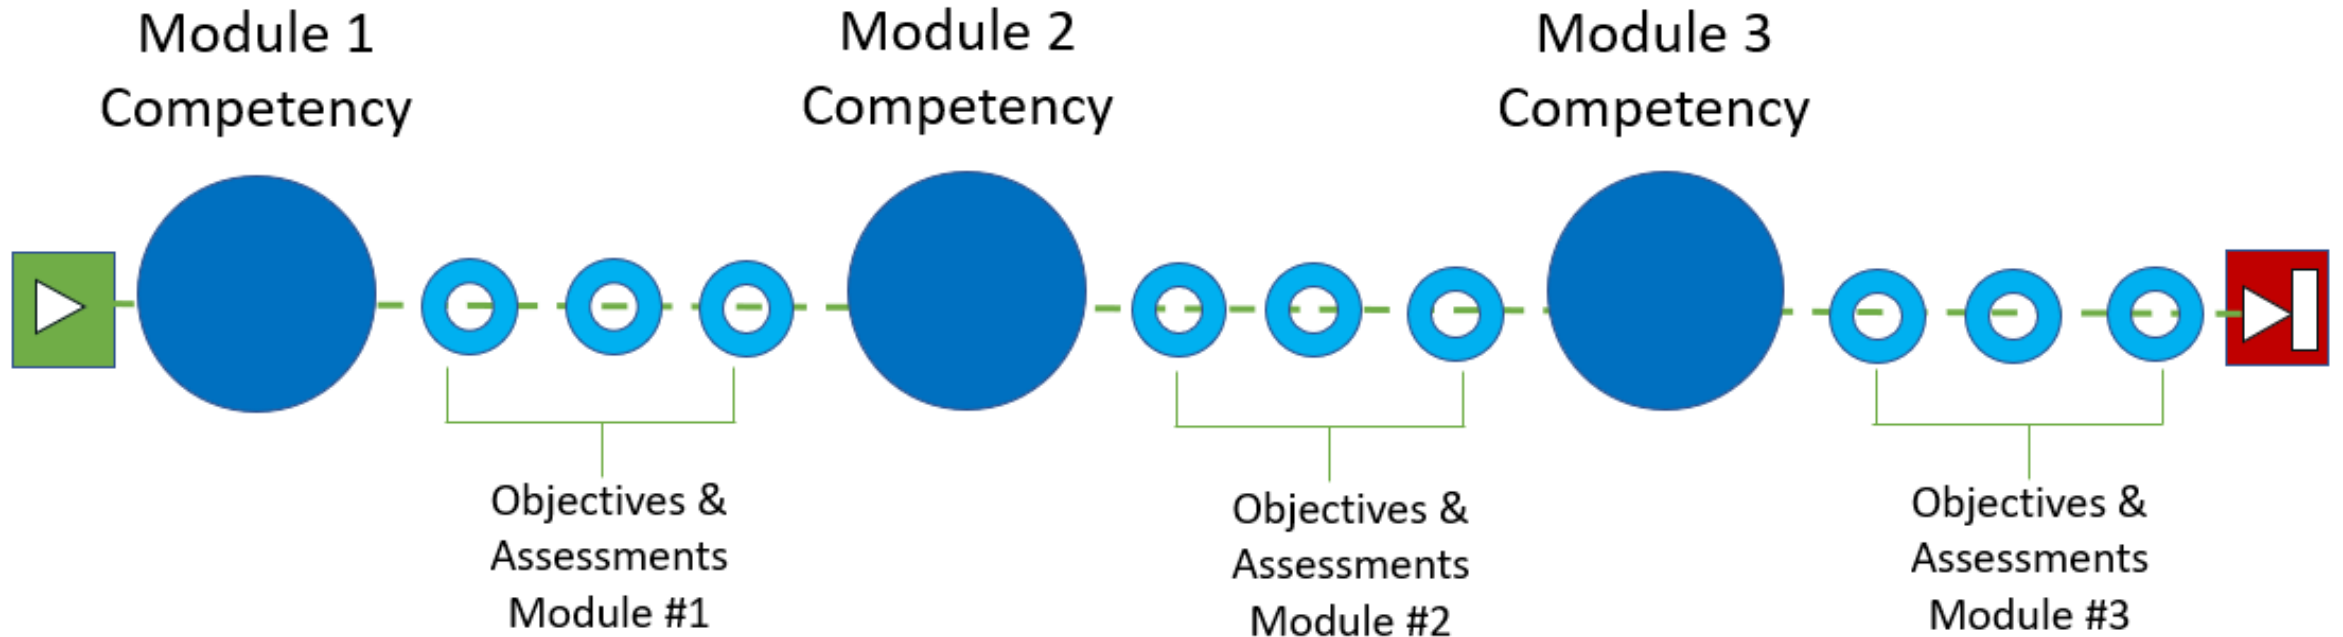 Module 1
Competency
Module 2
Competency
Module 3
Competency
Objectives &
Assessments
Module #1
Objectives &
Assessments
Module #2
Objectives &
Assessments
Module #3